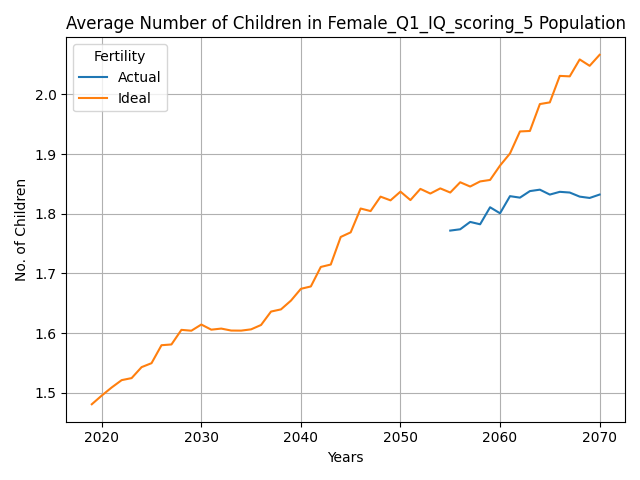 Average Number of Children in Female_Q1_IQ_scoring_5 Population
Fertility
Actual
Ideal
No. of Children
2.0
1.9
1.8
1.7
1.6
1.5
2020 2030 2040 2050 2060 2070
Years